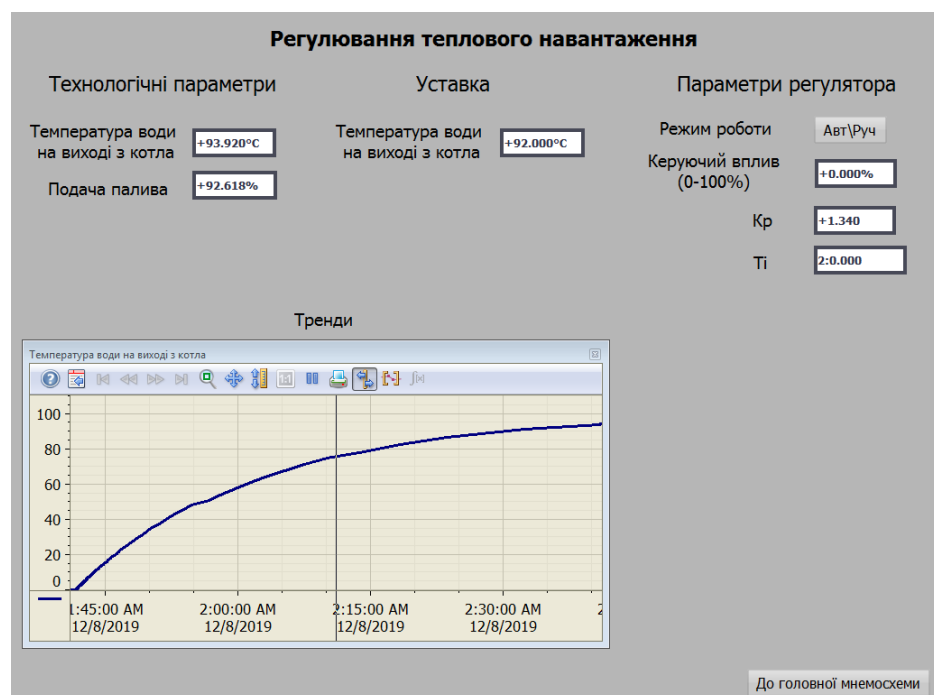 Регулювання теплового навантаження
Технологічні параметри
Уставка
Параметри регулятора
Температура води
на виході з котла
+93.920°C
Подача палива
+92.618%
Температура води
на виході з котла
+92.000°C
Режим роботи
Авт\Руч
Керуючий вплив
(0-100%)
+0.000%
Kp
+1.340
Ti
2:0.000
Тренди
Температура води на виході з котла
100
80
60
40
20
0
1:45:00 AM
12/8/2019
2:00:00 AM
12/8/2019
2:15:00 AM
12/8/2019
2:30:00 AM
12/8/2019
2
До головної мнемосхеми